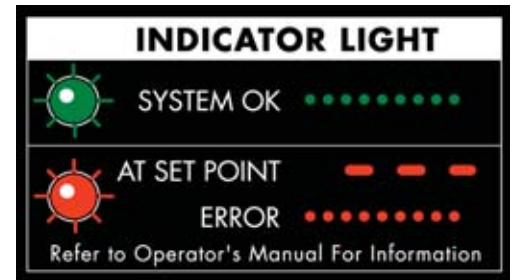 INDICATOR LIGHT
SYSTEM OK
AT SET POINT
ERROR
Refer to Operator's Manual For Information